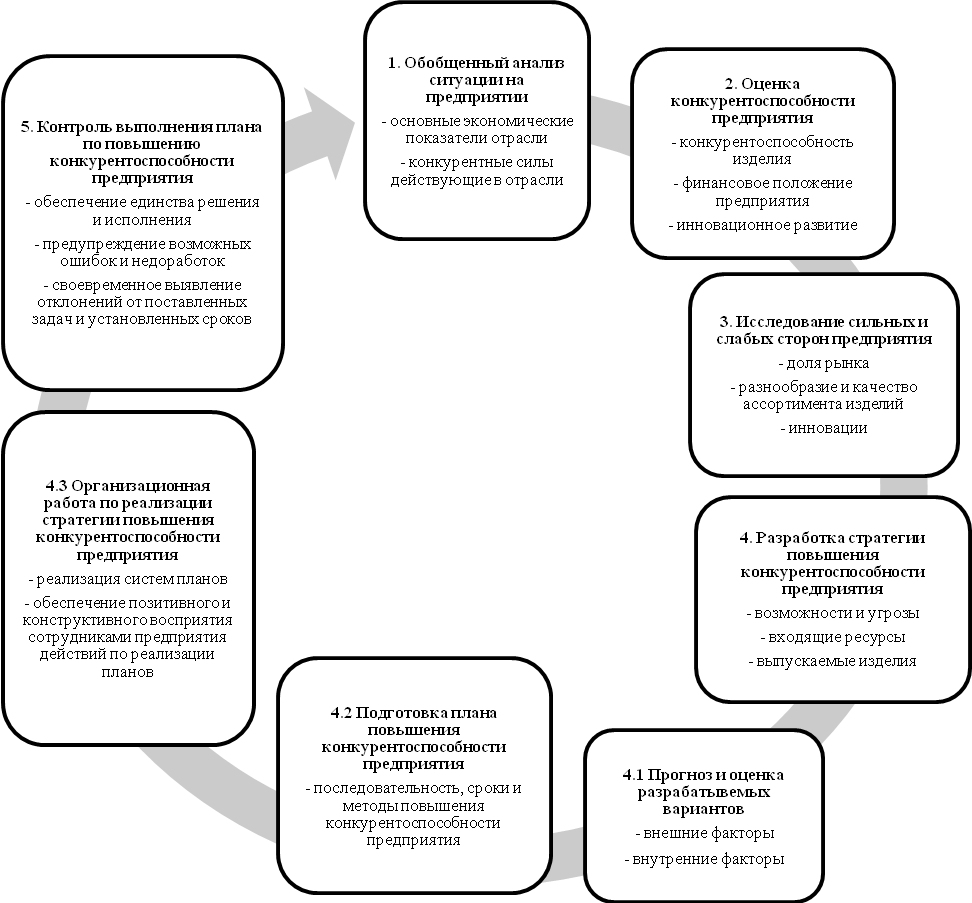 1. Обобщенный анализ
ситуации на
предприятии
- основные экономические
показатели отрасли
- конкурентные силы
действующие в отрасли
2. Оценка
конкурентоспособности
предприятия
- конкурентоспособность
изделия
- финансовое положение
предприятия
- инновационное развитие
3. Исследование сильных и
слабых сторон предприятия
- доля рынка
- разнообразие и качество
ассортимента изделий
- инновации
4. Разработка стратегии
повышения
конкурентоспособности
предприятия
- возможности и угрозы
- входящие ресурсы
- выпускаемые изделия
4.1 Прогноз и оценка
разрабатывемых
вариантов
- внешние факторы
- внутренние факторы
4.2 Подготовка плана
повышения
конкурентоспособности
предприятия
- последовательность, сроки и
методы повышения
конкурентоспособности
предприятия
4.3 Организационная
работа по реализации
стратегии повышения
конкурентоспособности
предприятия
- реализация систем планов
- обеспечение позитивного и
конструктивного восприятия
сотрудниками предприятия
действий по реализации
планов
5. Контроль выполнения плана
по повышению
конкурентоспособности
предприятия
- обеспечение единства решения
и исполнения
- предупреждение возможных
ошибок и недоработок
- своевременное выявление
отклонений от поставленных
задач и установленных сроков